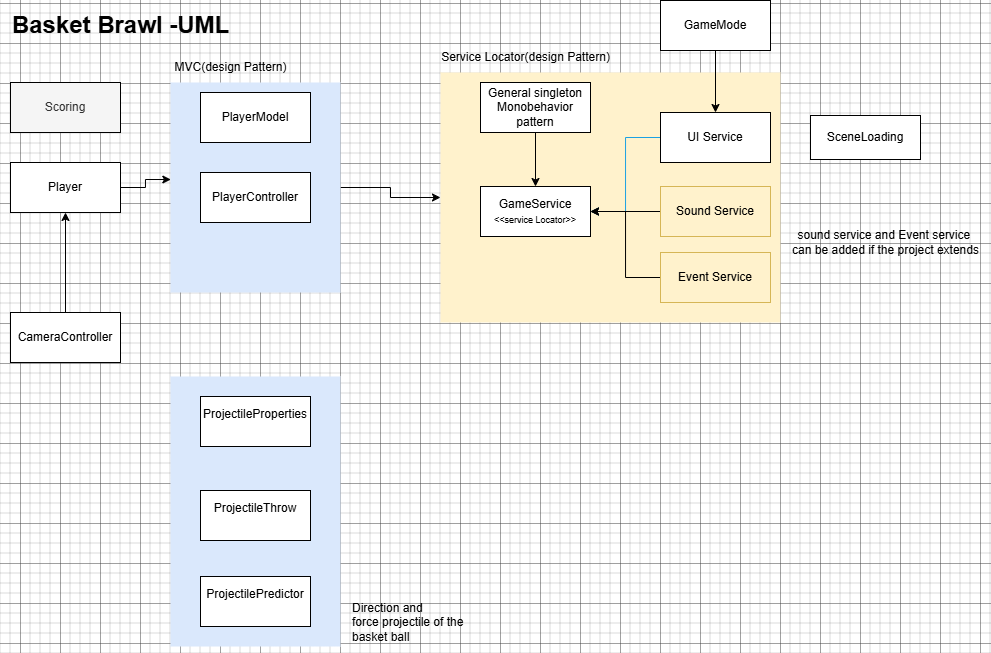 Basket Brawl -UML
GameMode
Service Locator(design Pattern)
MVC(design Pattern)
Scoring
PlayerModel
General singleton
Monobehavior
pattern
UI Service
SceneLoading
Player
PlayerController
GameService
<<service Locator>>
Sound Service
sound service and Event service
can be added if the project extends
Event Service
CameraController
ProjectileProperties
ProjectileThrow
ProjectilePredictor
Direction and
force projectile of the
basket ball